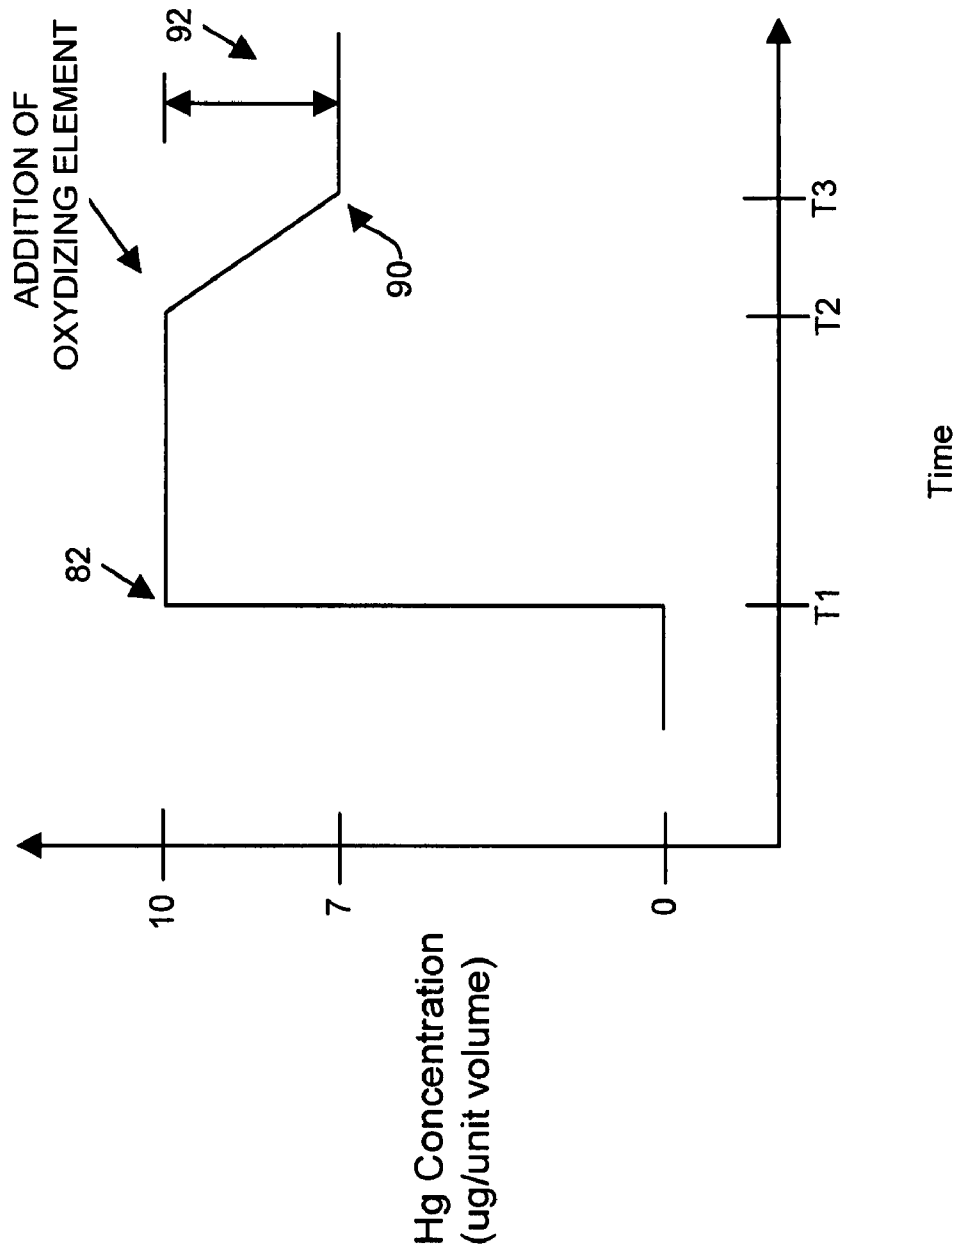 ADDITION OF
OXYDIZING ELEMENT
92
82
90
10
7
0
Hg Concentration
(ug/unit volume)
T1
T2
T3
Time